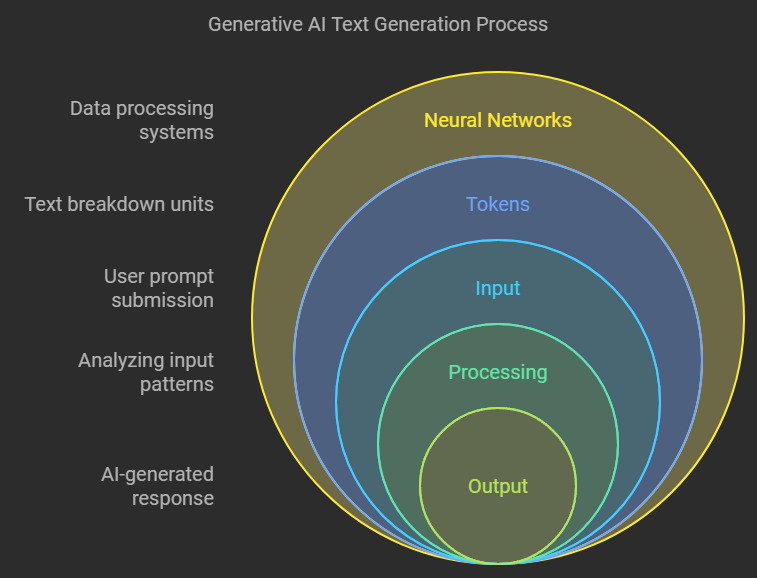 Generative AI Text Generation Process
Data processing
systems
Neural Networks
Text breakdown units
Tokens
User prompt
submission
Input
Analyzing input
patterns
Processing
AI-generated
response
Output